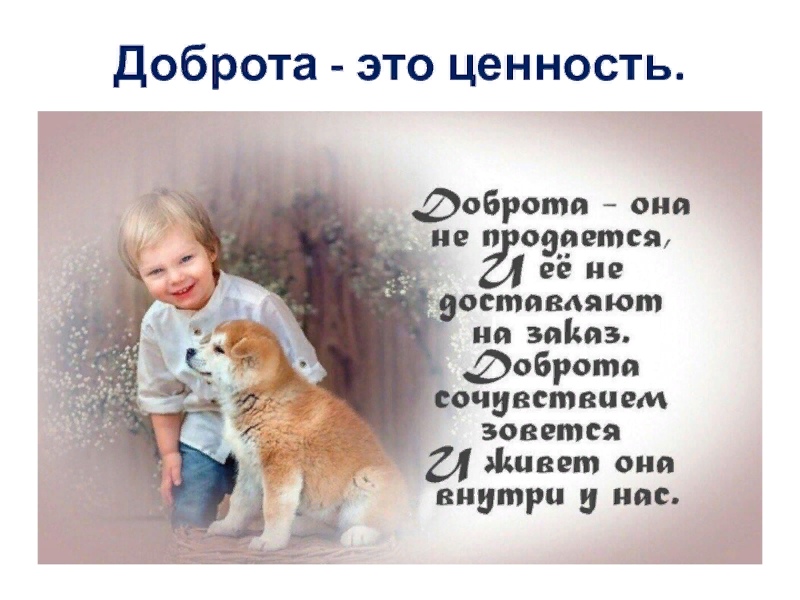 Доброта - это ценность.
Доброта - она
не продается,
И её не
доставляют
на заказ.
Доброта
сочувствием
зовется
И живет она
внутри у нас.